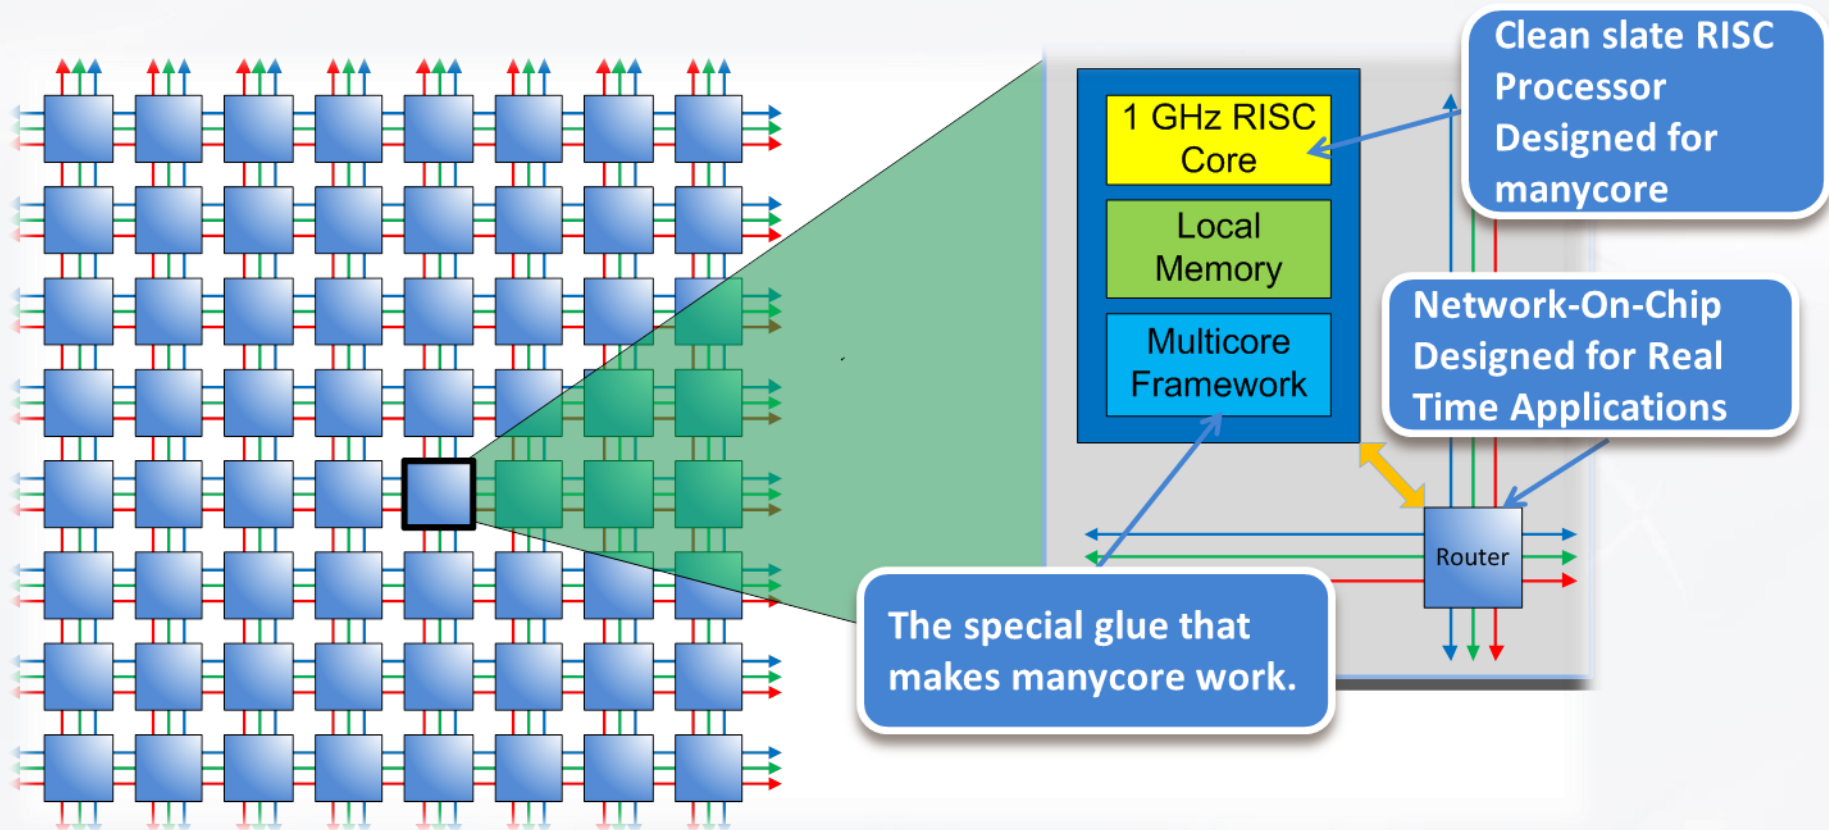 Clean slate RISC
Processor
Designed for
manycore
1 GHz RISC
Core
Local
Memory
Multicore
Framework
Network-On-Chip
Designed for Real
Time Applications
Router
The special glue that
makes manycore work.